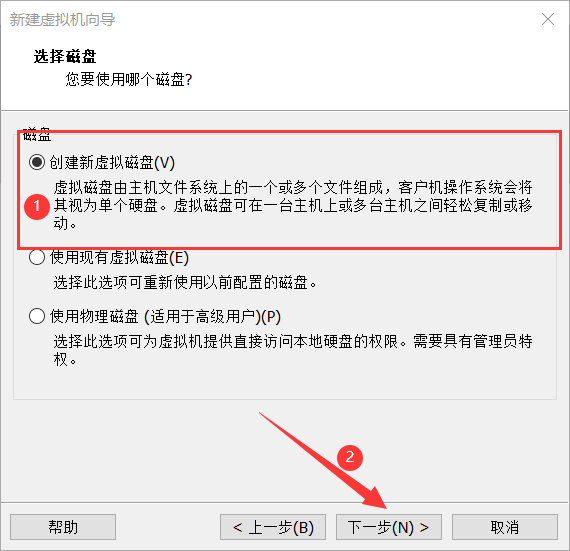 新建虚拟机向导
选择磁盘
您要使用哪个磁盘?
磁盘
创建新虚拟磁盘(V)
虚拟磁盘由主机文件系统上的一个或多个文件组成，客户机操作系统会将
1
其视为单个硬盘。虚拟磁盘可在一台主机上或多台主机之间轻松复制或移
动。
使用现有虚拟磁盘(E)
选择此选项可重新使用以前配置的磁盘。
使用物理磁盘 (适用于高级用户)(P)
选择此选项可为虚拟机提供直接访问本地硬盘的权限。需要具有管理员特
权。
2
帮助
< 上一步(B)
下一步(N) >
取消